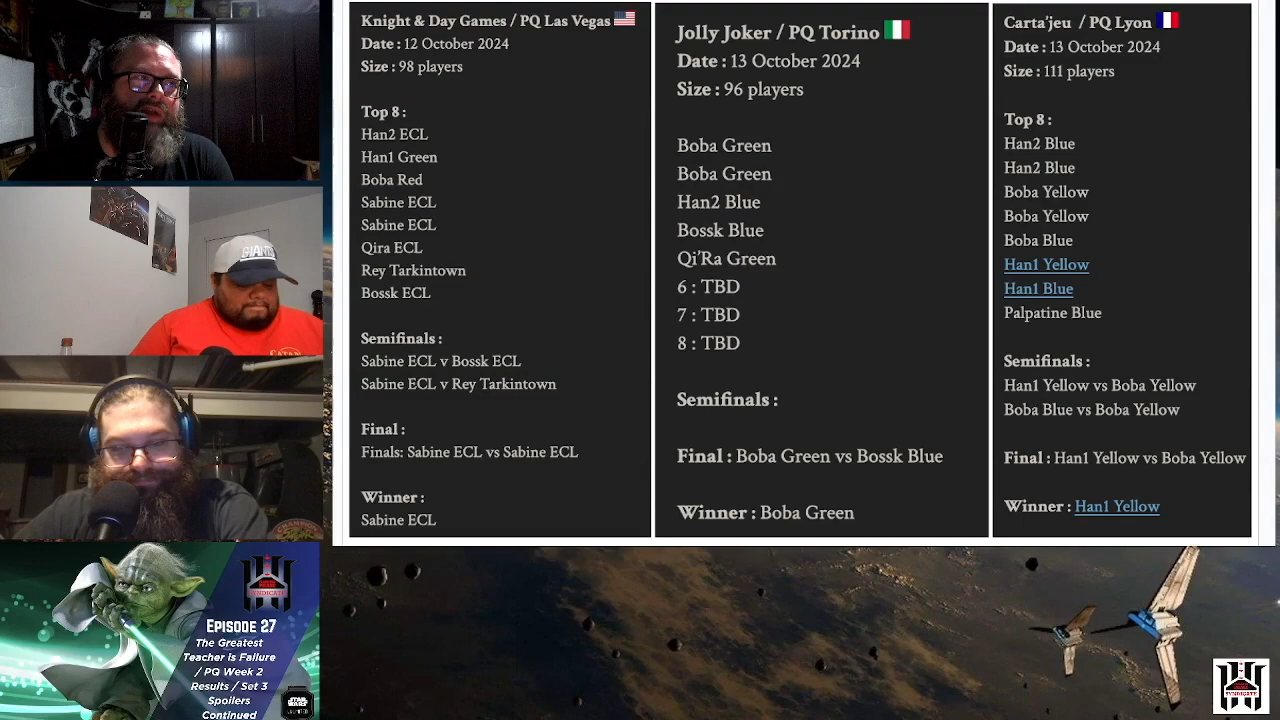 Knight & Day Games / PQ Las Vegas
Date : 12 October 2024
Size : 98 players
Top 8 :
Han2 ECL
Han1 Green
Boba Red
Sabine ECL
Sabine ECL
Qira ECL
Rey Tarkintown
Bossk ECL
Semifinals :
Sabine ECL v Bossk ECL
Sabine ECL v Rey Tarkintown
Final :
Finals: Sabine ECL vs Sabine ECL
Winner :
Sabine ECL
Jolly Joker / PQ Torino
Date : 13 October 2024
Size : 96 players
Boba Green
Boba Green
Han2 Blue
Bossk Blue
Qi'Ra Green
6 : TBD
7 : TBD
8 : TBD
Semifinals :
Final : Boba Green vs Bossk Blue
Winner : Boba Green
Carta'jeu / PQ Lyon
Date : 13 October 2024
Size : 111 players
Top 8 :
Han2 Blue
Han2 Blue
Boba Yellow
Boba Yellow
Boba Blue
Han1 Yellow
Han1 Blue
Palpatine Blue
Semifinals :
Han1 Yellow vs Boba Yellow
Boba Blue vs Boba Yellow
Final : Han1 Yellow vs Boba Yellow
Winner : Han1 Yellow
GIANTS
CATAN
CHAMPION
SYNDICATE
EPISODE 27
The Greatest
Teacher is Failure
/ PQ Week 2
Results / Set 3
Spoilers
Continued
STAR
WARS
SYNDICATE